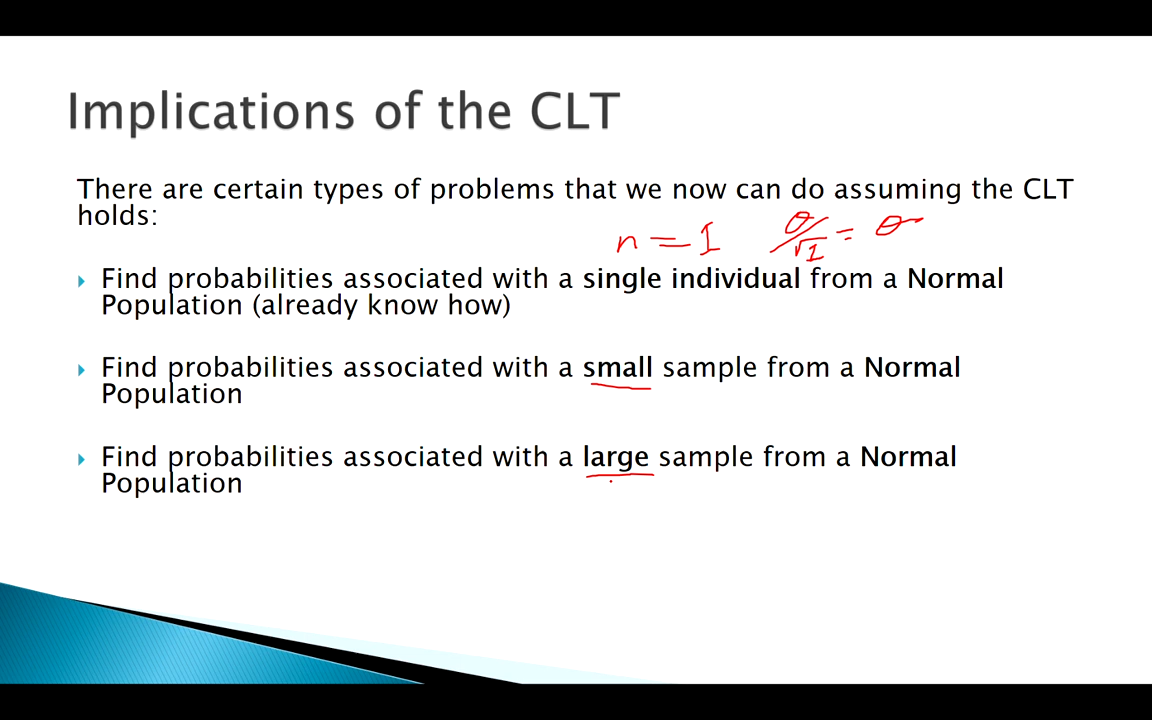 Implications of the CLT
There are certain types of problems that we now can do assuming the CLT
holds:
n = 1 σ/√1 = σ
Find probabilities associated with a single individual from a Normal
Population (already know how)
Find probabilities associated with a small sample from a Normal
Population
Find probabilities associated with a large sample from a Normal
Population